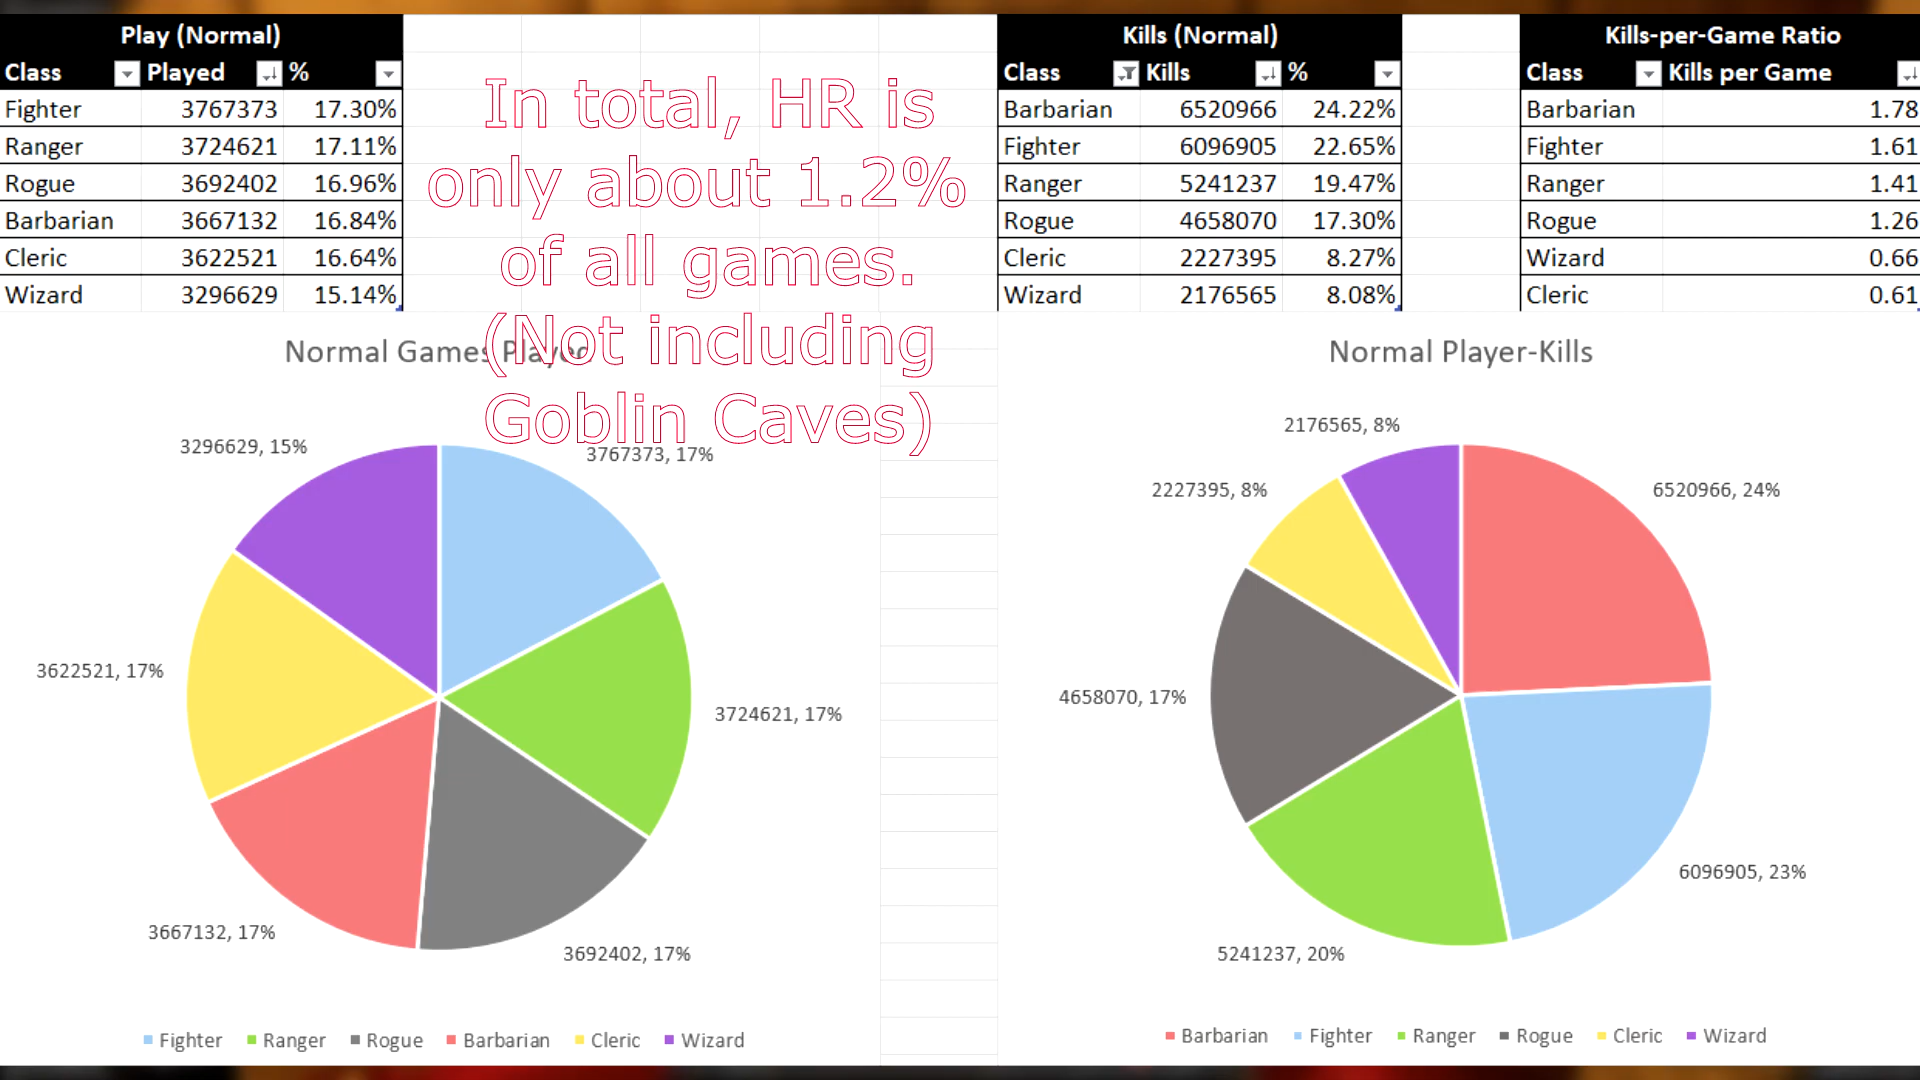 Play (Normal)
Class Played %
Fighter 3767373 17.30%
Ranger 3724621 17.11%
Rogue 3692402 16.96%
Barbarian 3667132 16.84%
Cleric 3622521 16.64%
Wizard 3296629 15.14%
In total, HR is
only about 1.2%
of all games.
(Not including
Goblin Caves)
Kills (Normal)
Class Kills %
Barbarian 6520966 24.22%
Fighter 6096905 22.65%
Ranger 5241237 19.47%
Rogue 4658070 17.30%
Cleric 2227395 8.27%
Wizard 2176565 8.08%
Kills-per-Game Ratio
Class Kills per Game
Barbarian 1.78
Fighter 1.61
Ranger 1.41
Rogue 1.26
Wizard 0.66
Cleric 0.61
Normal Games Played
3296629, 15%
3767373, 17%
3622521, 17%
3724621, 17%
3667132, 17%
3692402, 17%
Fighter Ranger Rogue Barbarian Cleric Wizard
Normal Player-Kills
2176565, 8%
2227395, 8%
6520966, 24%
4658070, 17%
6096905, 23%
5241237, 20%
Barbarian Fighter Ranger Rogue Cleric Wizard